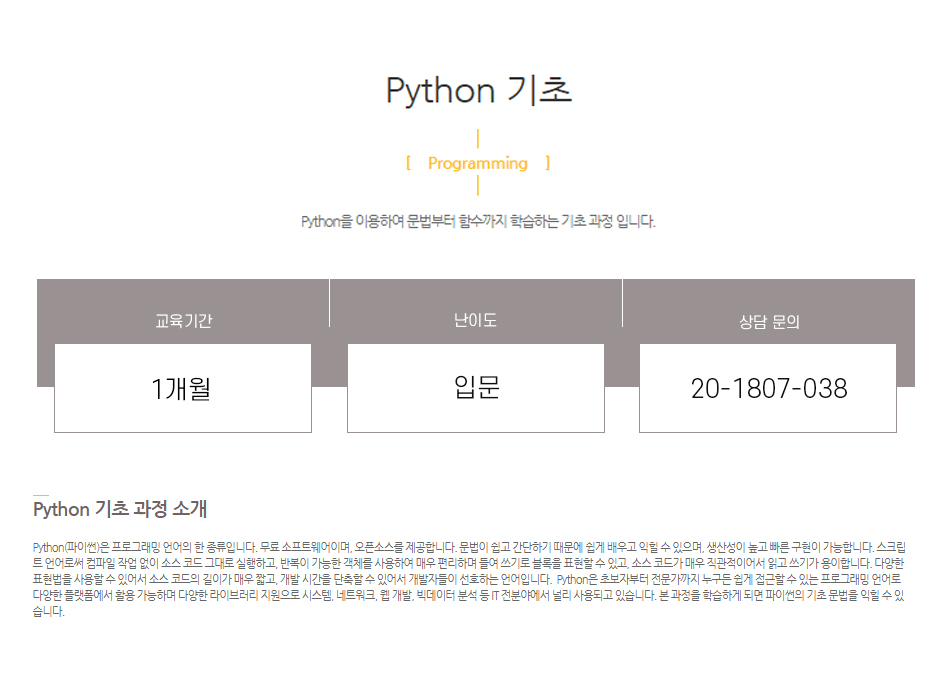 Python 기초
[ Programming ]
Python을 이용하여 문법부터 함수까지 학습하는 기초 과정 입니다.
교육기간
난이도
상담 문의
1개월
입문
20-1807-038
Python 기초 과정 소개
Python(파이썬)은 프로그래밍 언어의 한 종류입니다. 무료 소프트웨어이며, 오픈소스를 제공합니다. 문법이 쉽고 간단하기 때문에 쉽게 배우고 익힐 수 있으며, 생산성이 높고 빠른 구현이 가능합니다. 스크립
트 언어로써 컴파일 작업 없이 소스 코드 그대로 실행하고, 반복이 가능한 객체를 사용하여 매우 편리하며 들여 쓰기로 블록을 표현할 수 있고, 소스 코드가 매우 직관적이어서 읽고 쓰기가 용이합니다. 다양한
표현법을 사용할 수 있어서 소스 코드의 길이가 매우 짧고, 개발 시간을 단축할 수 있어서 개발자들이 선호하는 언어입니다. Python은 초보자부터 전문가까지 누구든 쉽게 접근할 수 있는 프로그래밍 언어로
다양한 플랫폼에서 활용 가능하며 다양한 라이브러리 지원으로 시스템, 네트워크, 웹 개발, 빅데이터 분석 등 IT 전분야에서 널리 사용되고 있습니다. 본 과정을 학습하게 되면 파이썬의 기초 문법을 익힐 수 있
습니다.